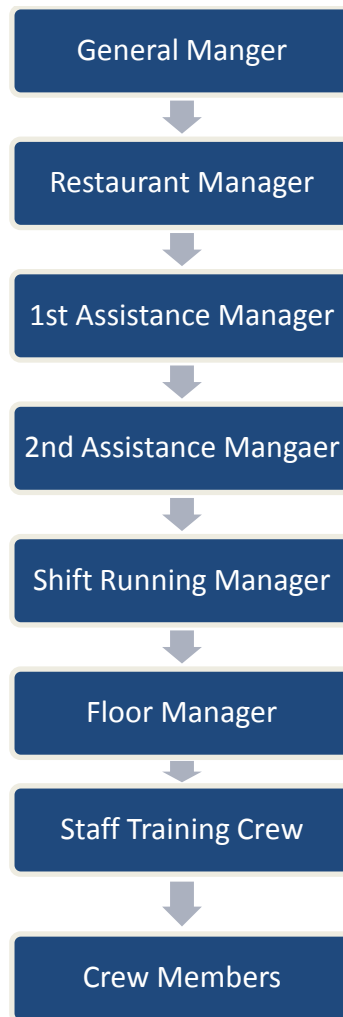 General Manger
Restaurant Manager
1st Assistance Manager
2nd Assistance Mangaer
Shift Running Manager
Floor Manager
Staff Training Crew
Crew Members